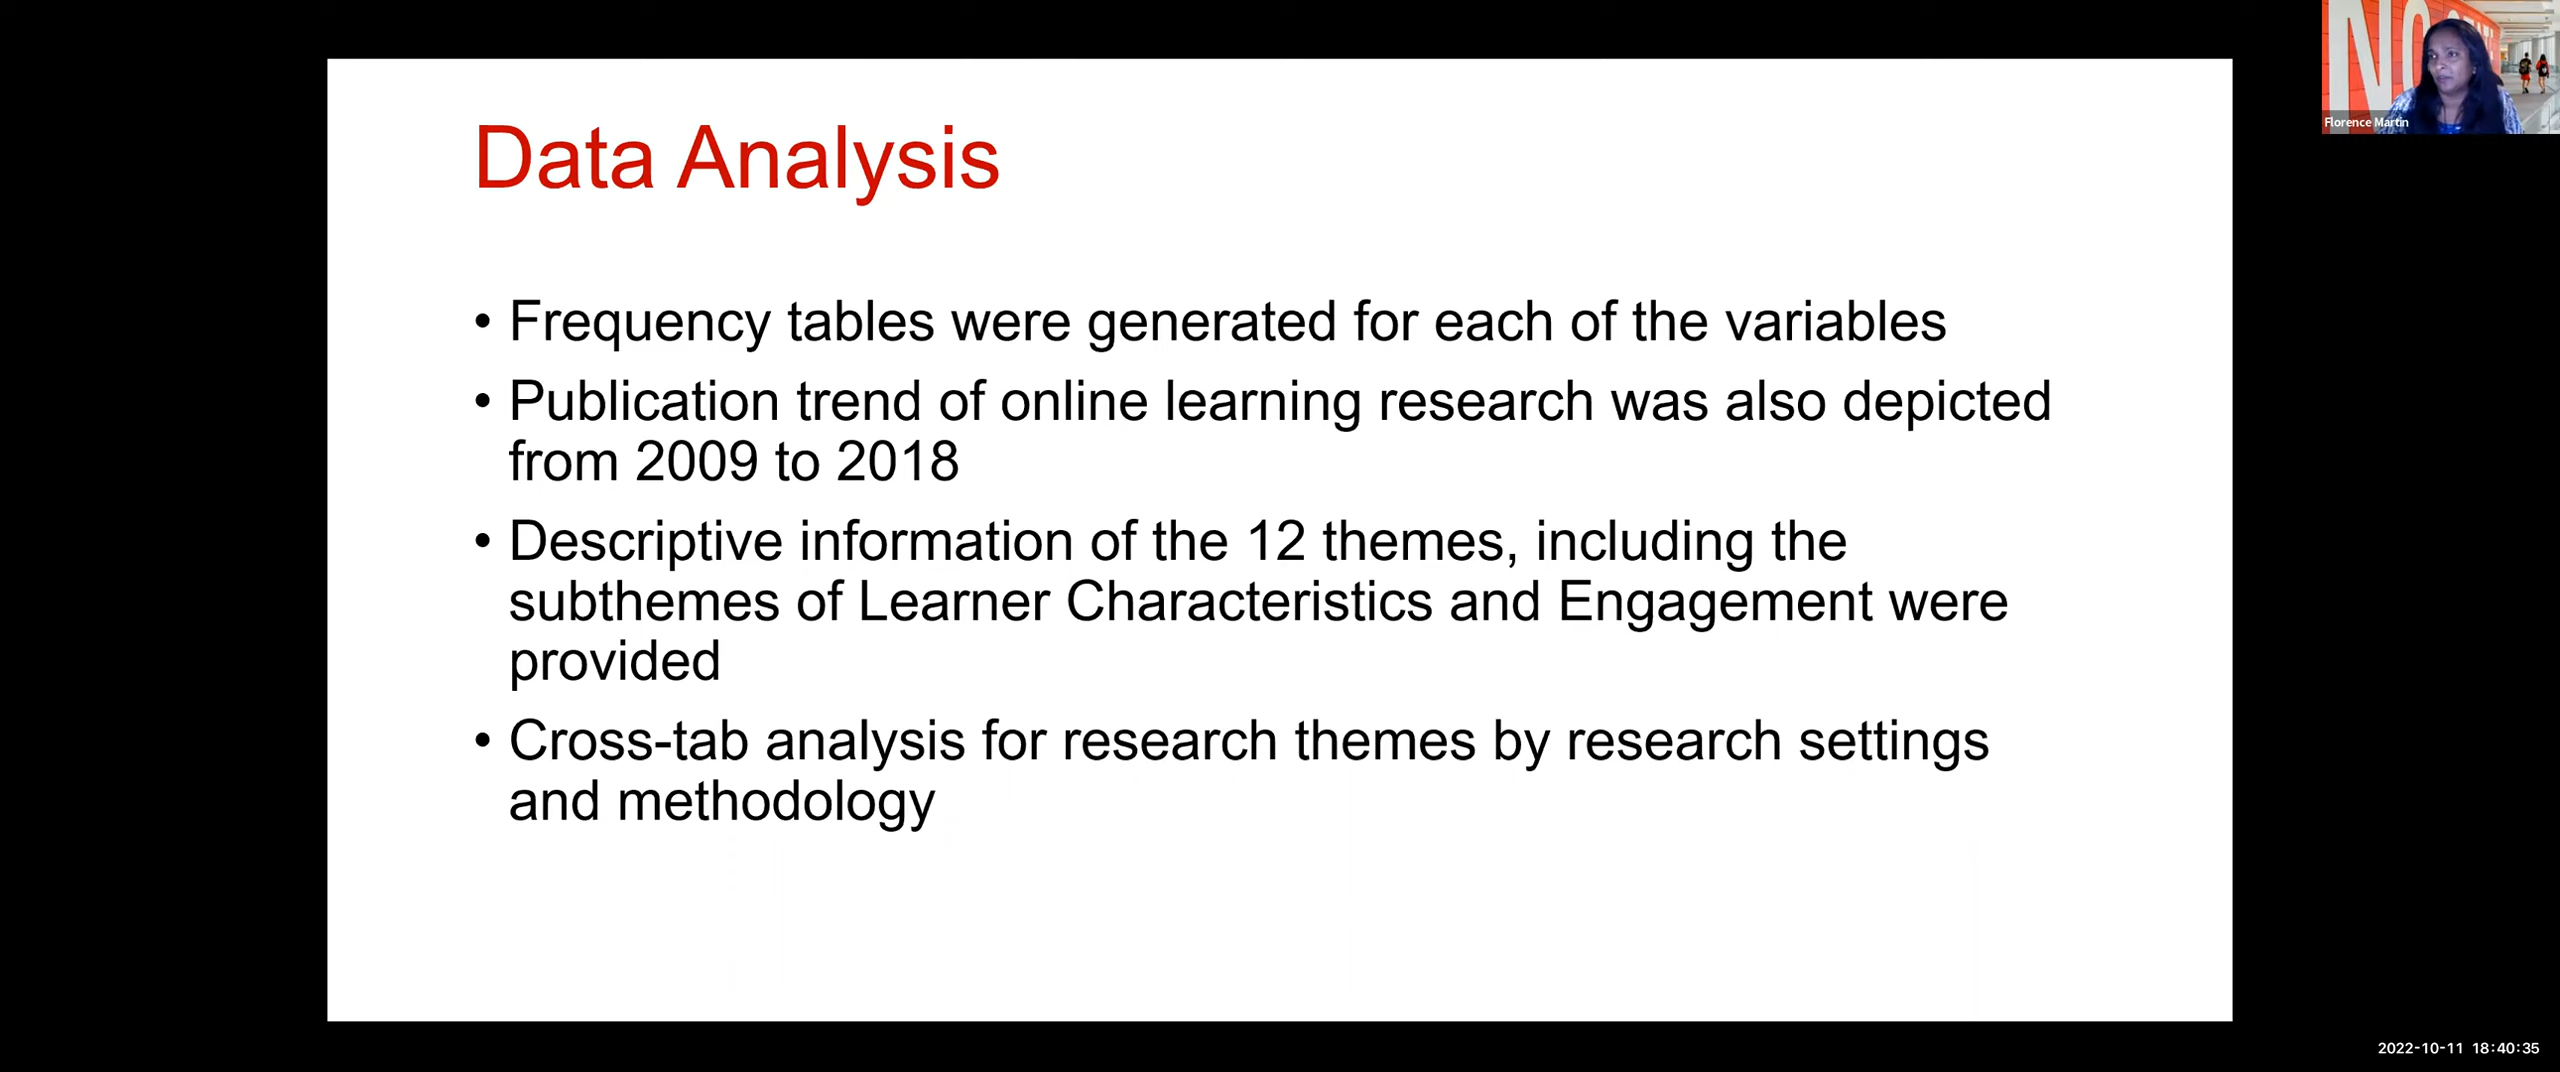 Data Analysis
• Frequency tables were generated for each of the variables
• Publication trend of online learning research was also depicted
from 2009 to 2018
• Descriptive information of the 12 themes, including the
subthemes of Learner Characteristics and Engagement were
provided
• Cross-tab analysis for research themes by research settings
and methodology
Florence Martin
2022-10-11 18:40:35